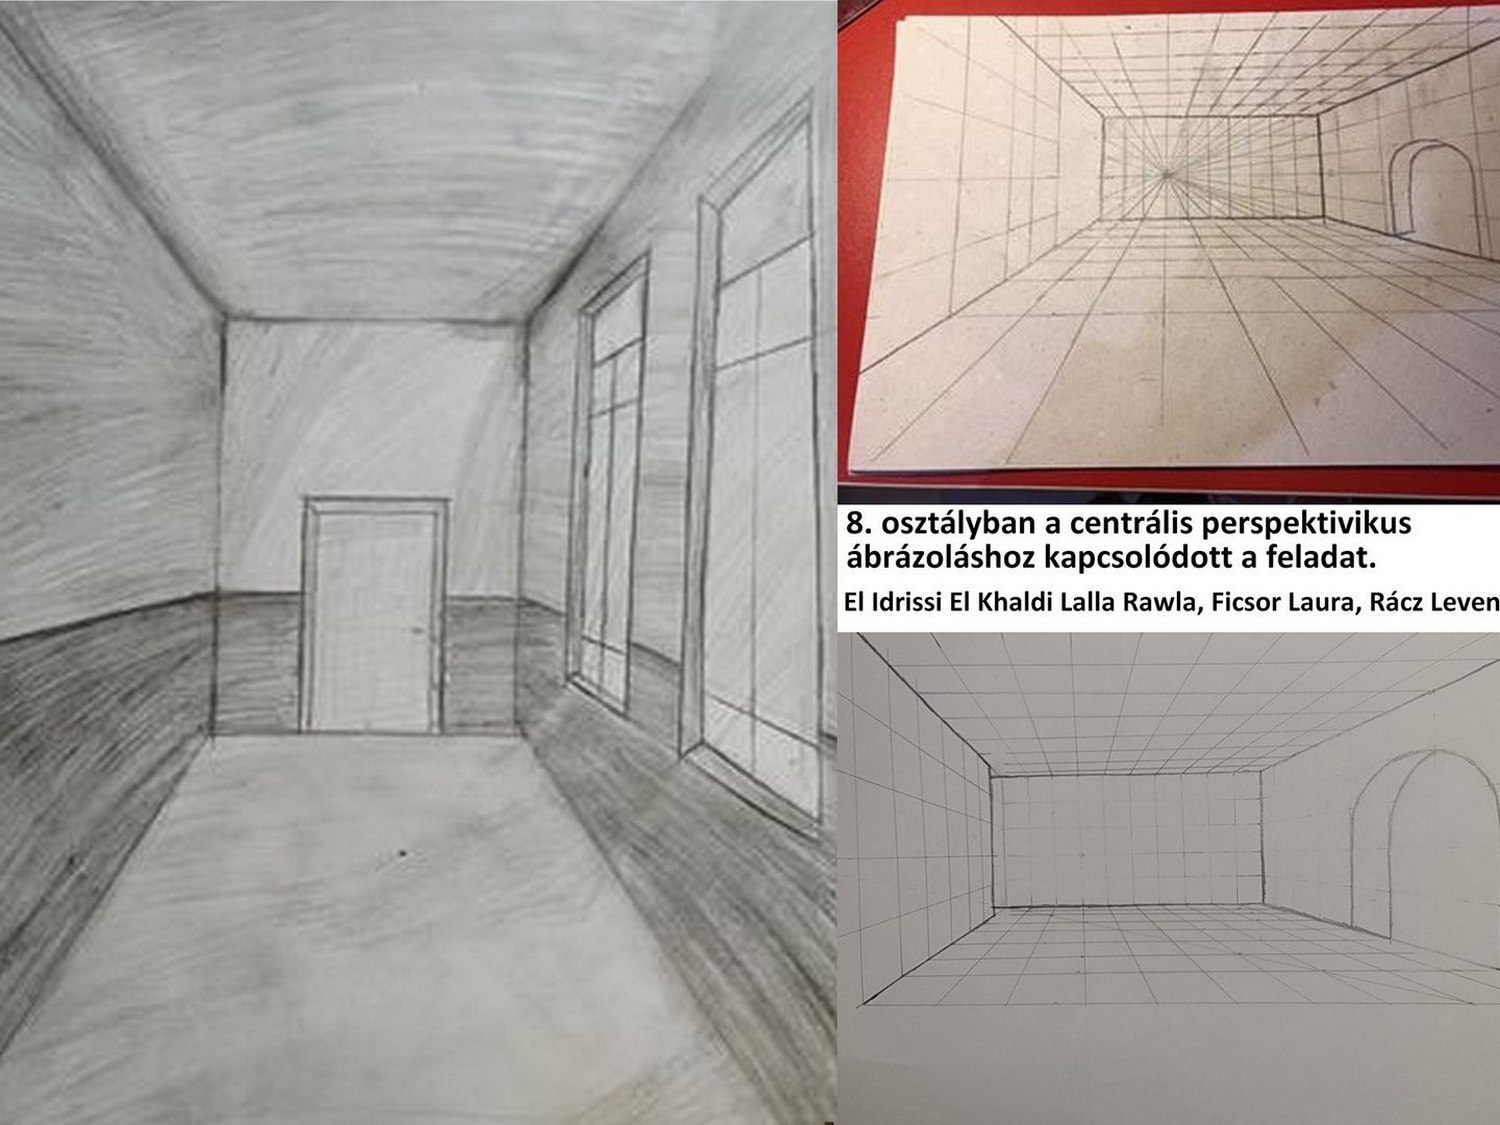 8. osztályban a centrális perspektivikus
ábrázoláshoz kapcsolódott a feladat.
El Idrissi El Khaldi Lalla Rawla, Ficsor Laura, Rácz Leven